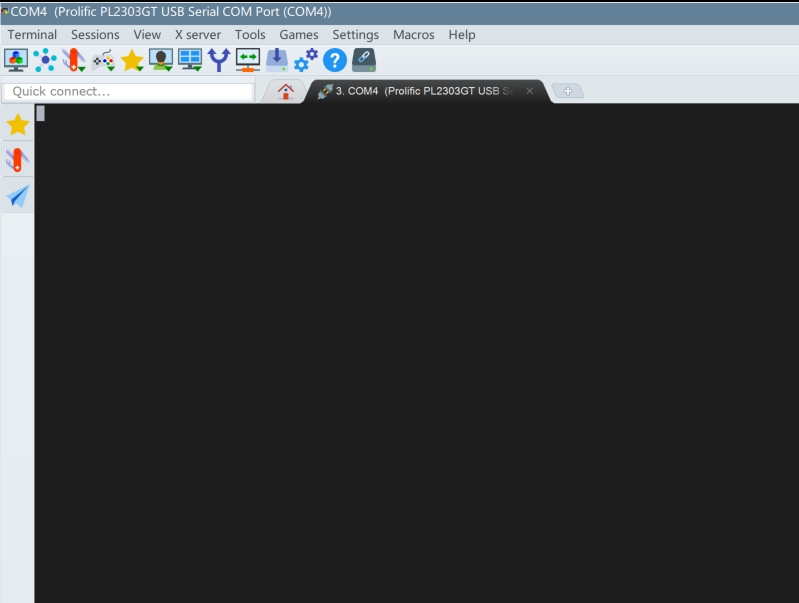 COM4 (Prolific PL2303GT USB Serial COM Port (COM4))
Terminal Sessions View X server Tools Games Settings Macros Help
Quick connect...
3. COM4 (Prolific PL2303GT USB S